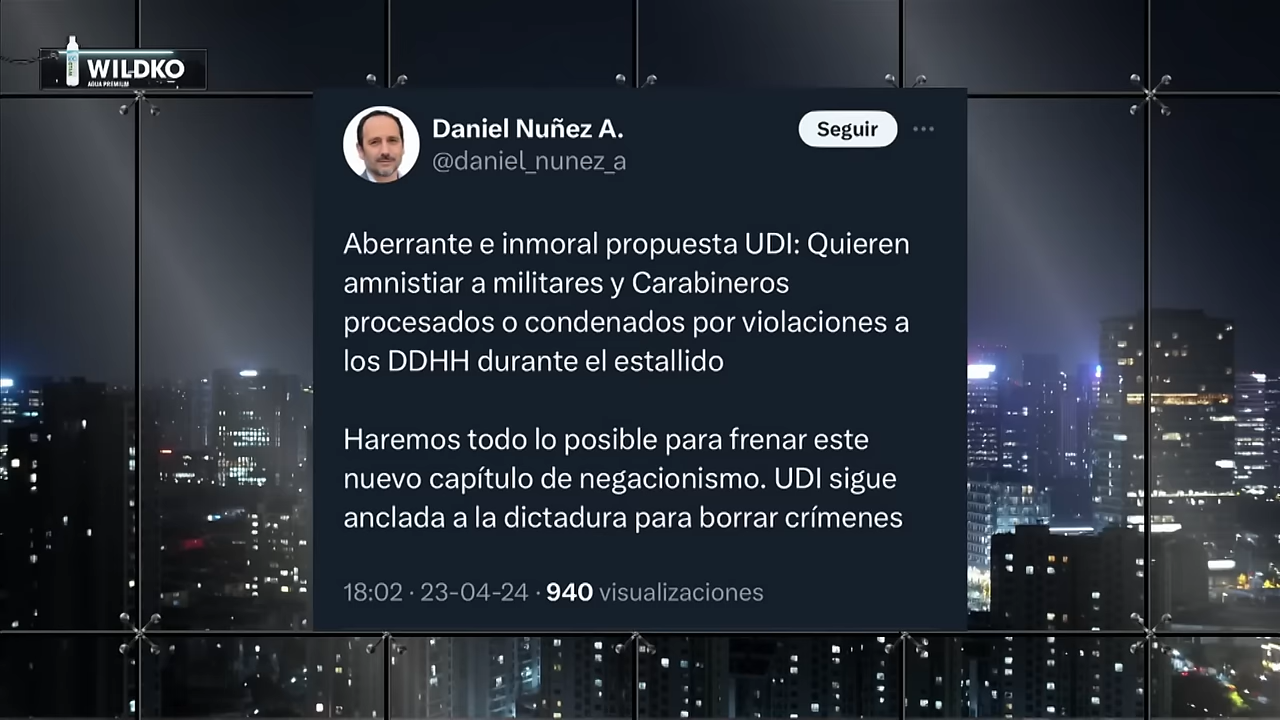 WILDKO
AGUA PREMIUM
Daniel Nuñez A.
Seguir
@daniel_nunez_a
Aberrante e inmoral propuesta UDI: Quieren
amnistiar a militares y Carabineros
procesados o condenados por violaciones a
los DDHH durante el estallido
Haremos todo lo posible para frenar este
nuevo capítulo de negacionismo. UDI sigue
anclada a la dictadura para borrar crímenes
18:02 · 23-04-24 · 940 visualizaciones